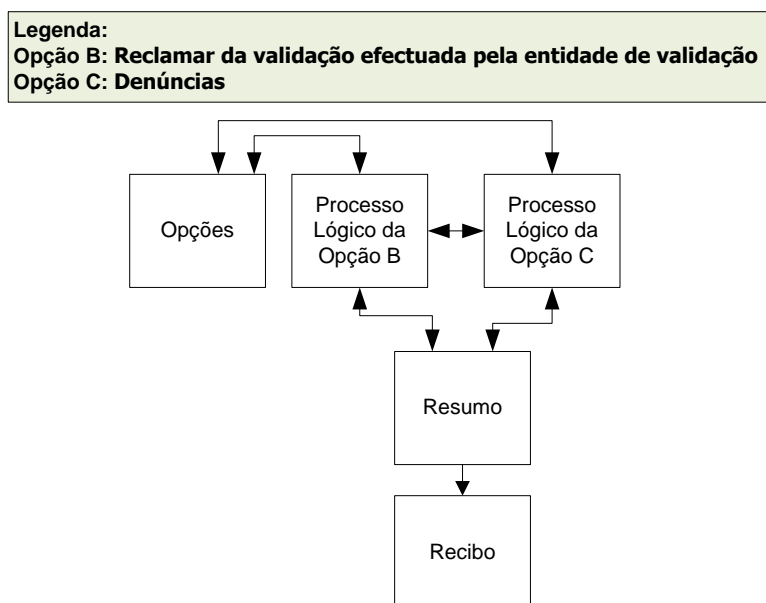 Legenda:
Opção B: Reclamar da validação efectuada pela entidade de validação
Opção C: Denúncias
Opções
Processo
Lógico da
Opção B
Processo
Lógico da
Opção C
Resumo
Recibo